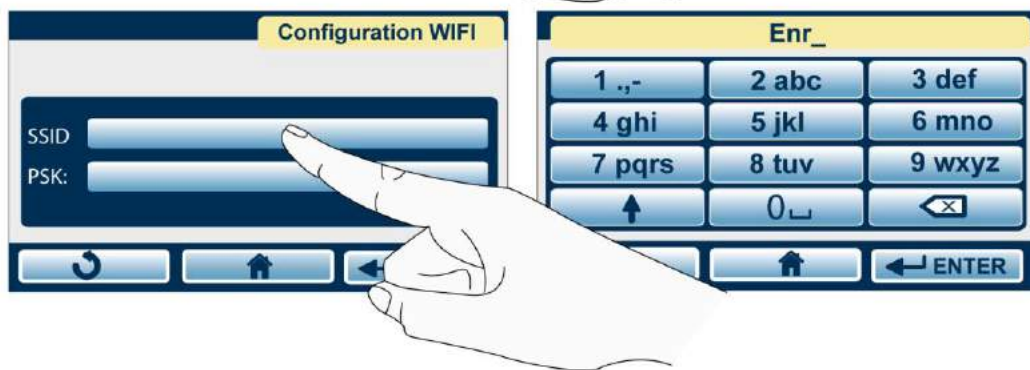 Configuration WIFI
SSID
PSK:
Enr_
1 .,-
2 abc
3 def
4 ghi
5 jkl
6 mno
7 pqrs
8 tuv
9 wxyz
0
ENTER